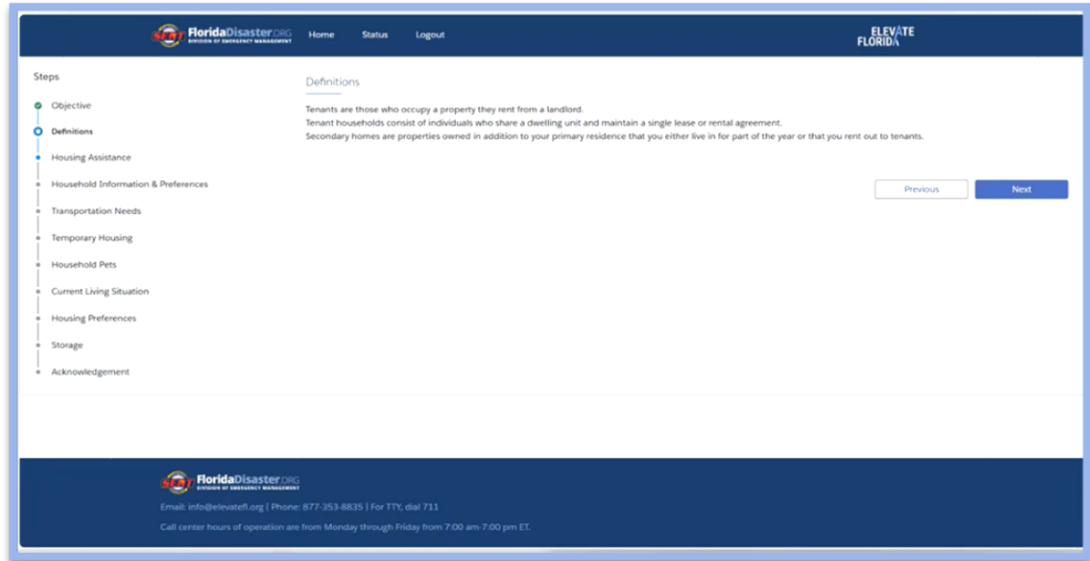 SERT FloridaDisaster.ORG
DIVISION OF EMERGENCY MANAGEMENT
Home Status Logout
ELEVATE
FLORIDA
Steps
Objective
Definitions
Housing Assistance
Household Information & Preferences
Transportation Needs
Temporary Housing
Household Pets
Current Living Situation
Housing Preferences
Storage
Acknowledgement
Definitions
Tenants are those who occupy a property they rent from a landlord.
Tenant households consist of individuals who share a dwelling unit and maintain a single lease or rental agreement.
Secondary homes are properties owned in addition to your primary residence that you either live in for part of the year or that you rent out to tenants.
Previous Next
SERT FloridaDisaster.ORG
DIVISION OF EMERGENCY MANAGEMENT
Email: info@elevatefl.org | Phone: 877-353-8835 | For TTY, dial 711
Call center hours of operation are from Monday through Friday from 7:00 am-7:00 pm ET.